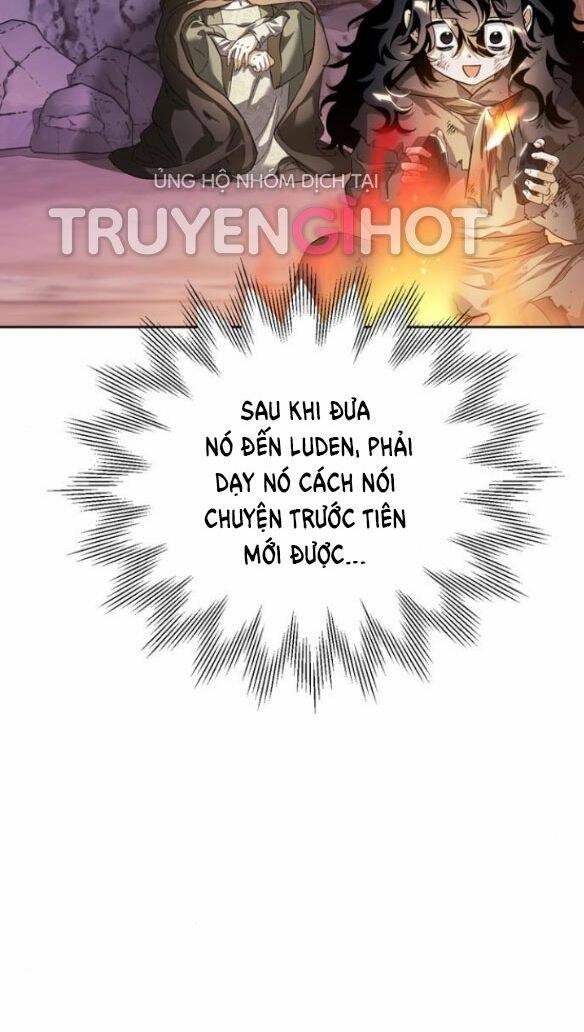 ỦNG HỘ NHÓM DỊCH TẠI
TRUYENGIHOT
SAU KHI ĐƯA
NÓ ĐẾN LUDEN, PHẢI
DẠY NÓ CÁCH NÓI
CHUYỆN TRƯỚC TIÊN
MỚI ĐƯỢC...